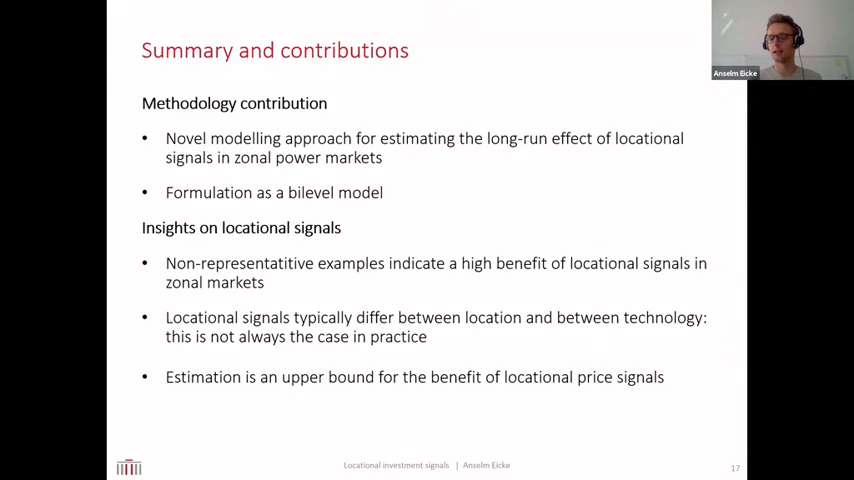 Summary and contributions
Anselm Eicke
Methodology contribution
• Novel modelling approach for estimating the long-run effect of locational
signals in zonal power markets
• Formulation as a bilevel model
Insights on locational signals
• Non-representatitive examples indicate a high benefit of locational signals in
zonal markets
• Locational signals typically differ between location and between technology:
this is not always the case in practice
• Estimation is an upper bound for the benefit of locational price signals
Locational investment signals | Anselm Eicke
17